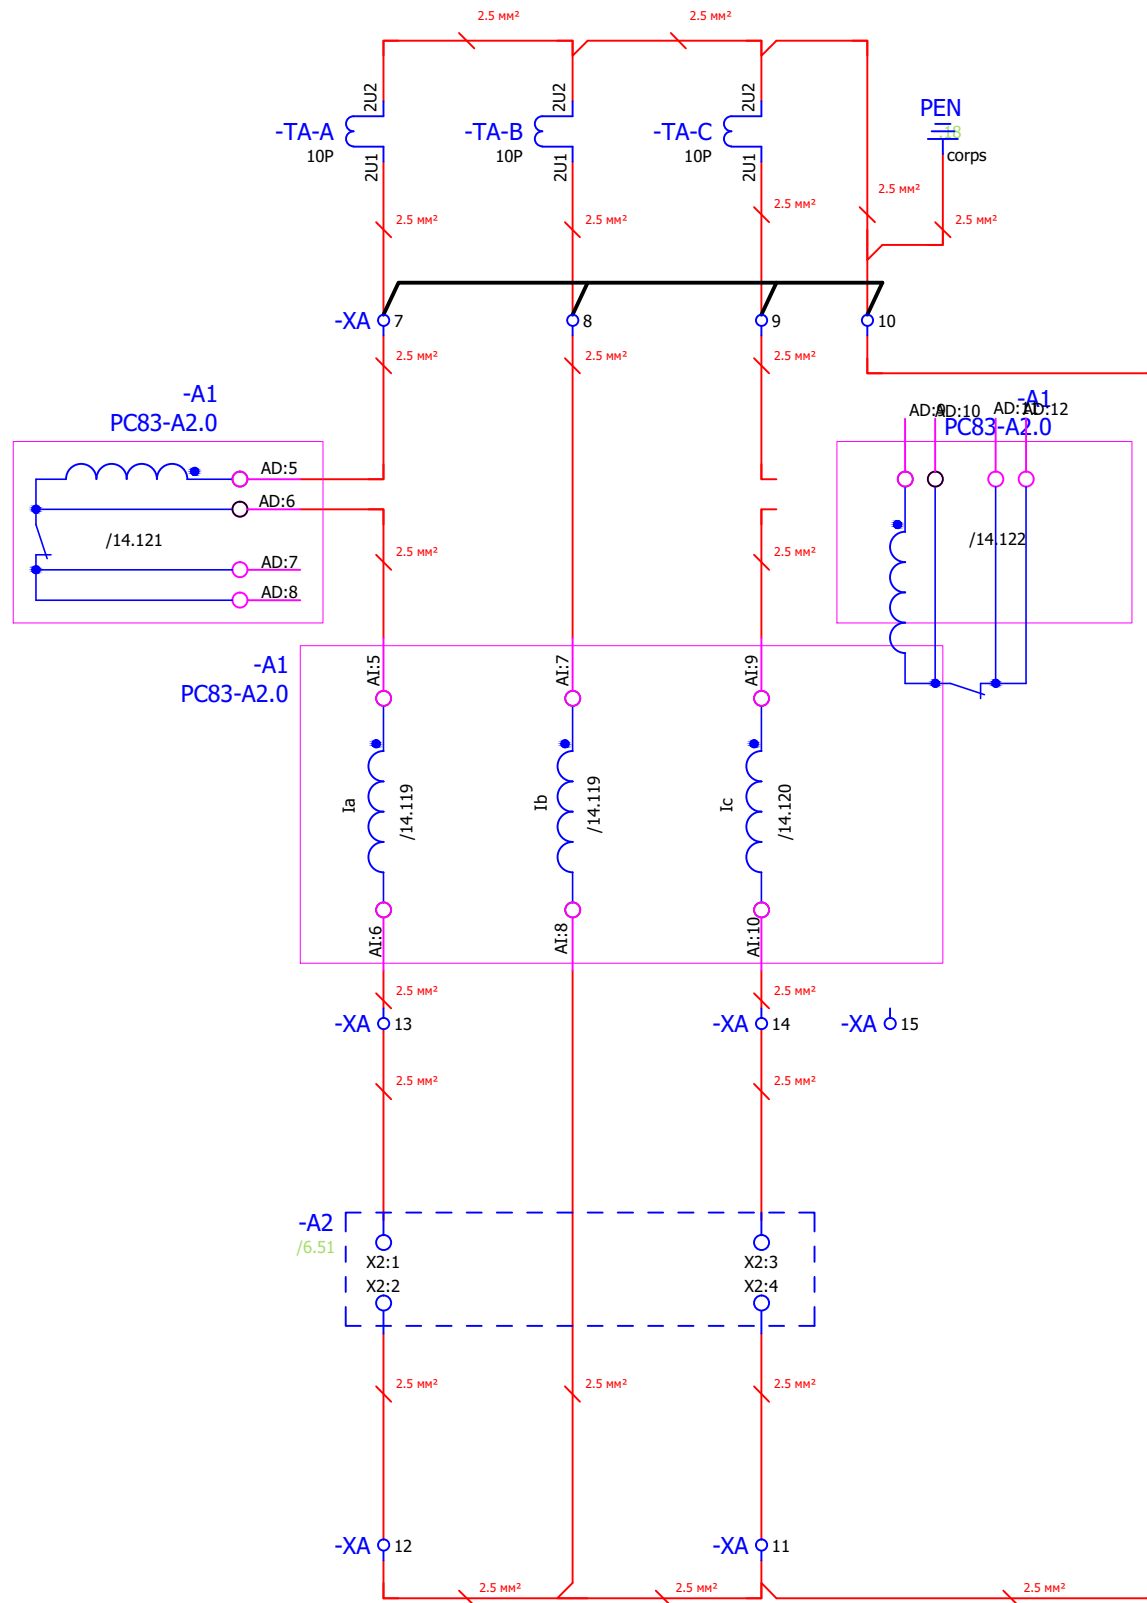 2.5 мм²
2.5 мм²
2U2
2U2
2U2
-TA-A
10P
-TA-B
10P
-TA-C
10P
2U1
2U1
2U1
PEN
.18
corps
2.5 мм²
2.5 мм²
2.5 мм²
2.5 мм²
2.5 мм²
-XA
7
8
9
10
2.5 мм²
2.5 мм²
2.5 мм²
-A1
PC83-A2.0
-A1
PC83-A2.0
AD:9
AD:10
AD:11
AD:12
AD:5
AD:6
/14.121
AD:7
AD:8
/14.122
2.5 мм²
2.5 мм²
-A1
PC83-A2.0
AI:5
AI:7
AI:9
Ia
/14.119
Ib
/14.119
Ic
/14.120
AI:6
AI:8
AI:10
2.5 мм²
2.5 мм²
-XA
13
-XA
14
-XA
15
2.5 мм²
2.5 мм²
-A2
/6.51
X2:1
X2:2
X2:3
X2:4
2.5 мм²
2.5 мм²
2.5 мм²
-XA
12
-XA
11
2.5 мм²
2.5 мм²
2.5 мм²